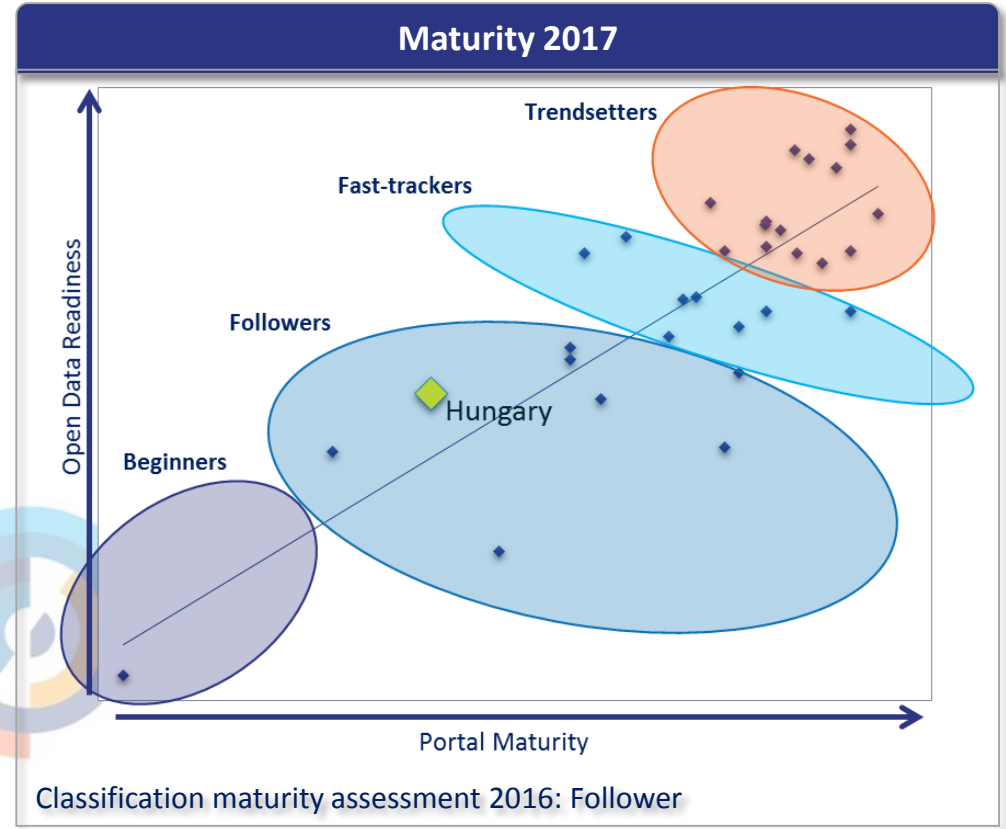 Maturity 2017
Trendsetters
Fast-trackers
Followers
Hungary
Beginners
Open Data Readiness
Portal Maturity
Classification maturity assessment 2016: Follower